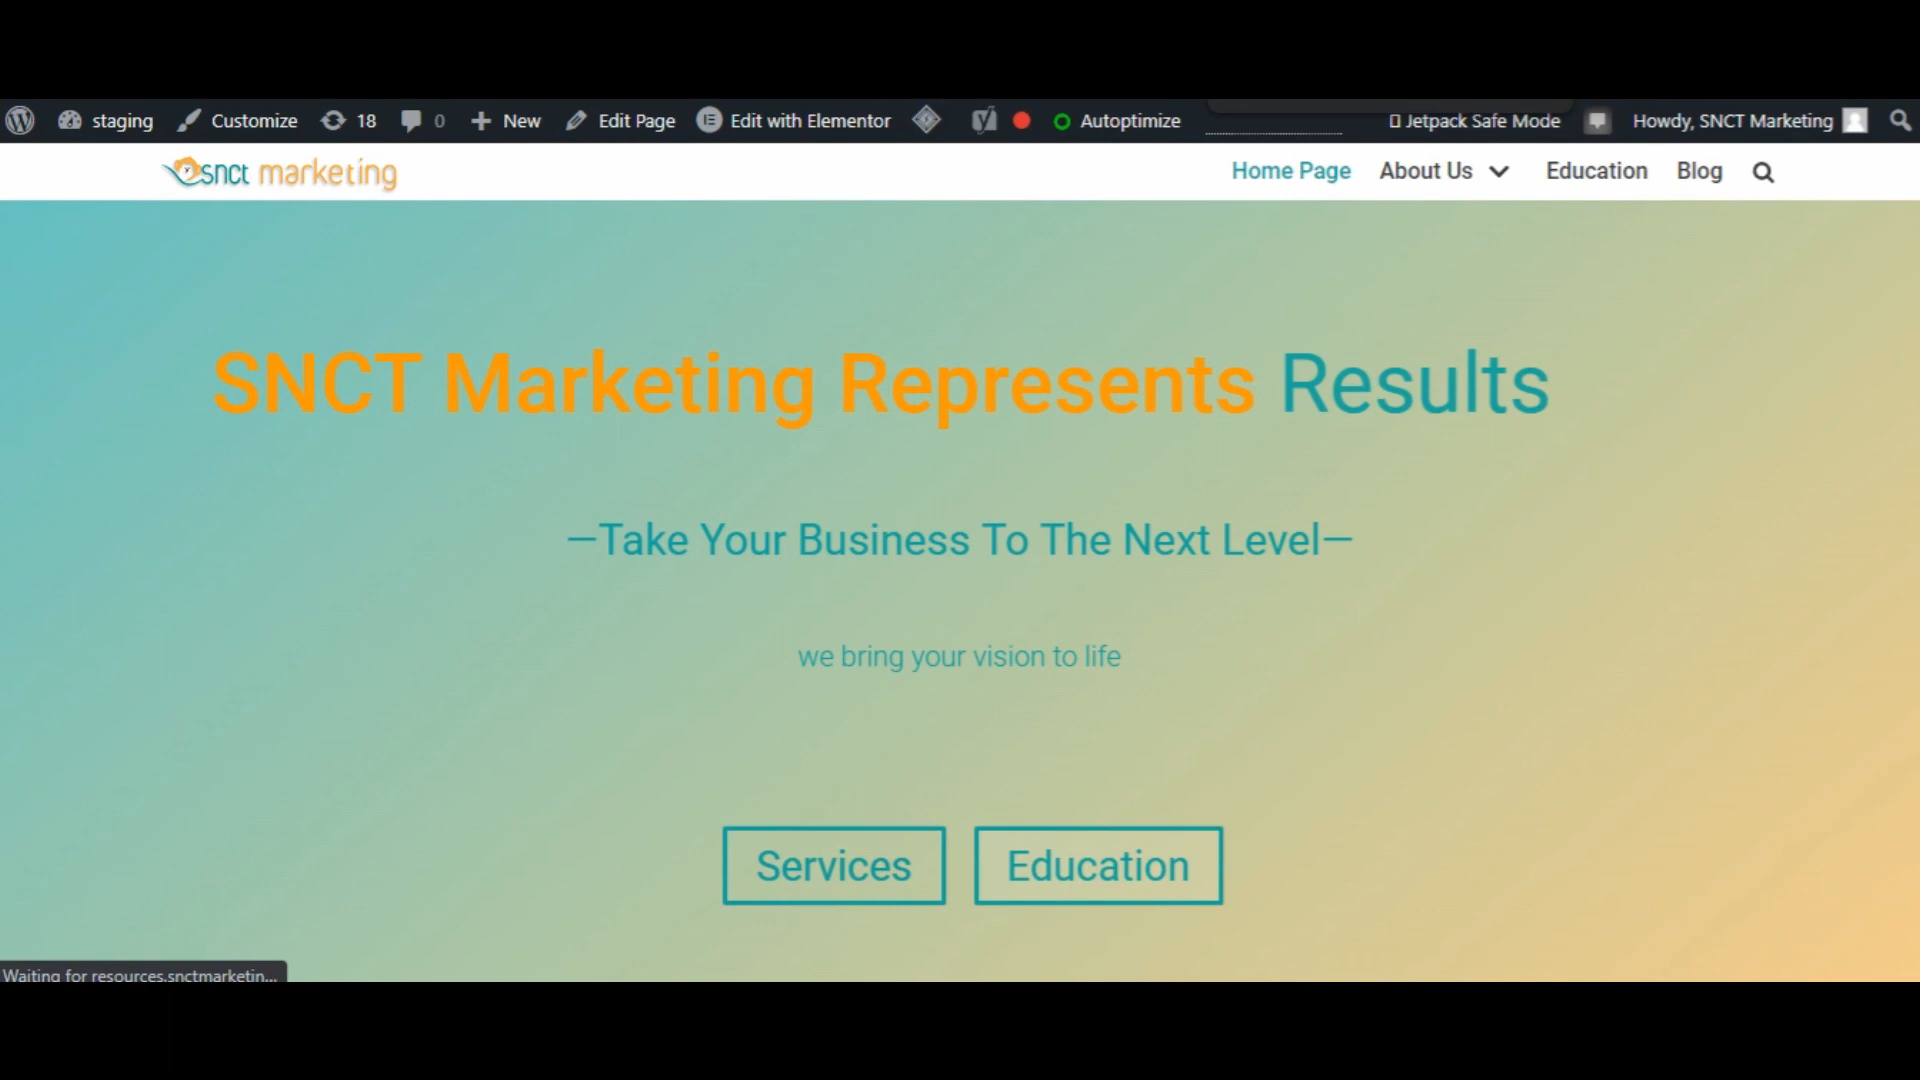 staging Customize 18 0 New Edit Page Edit with Elementor Autoptimize Jetpack Safe Mode Howdy, SNCT Marketing
snct marketing Home Page About Us Education Blog
SNCT Marketing Represents Results
—Take Your Business To The Next Level—
we bring your vision to life
Services Education
Waiting for resources.snctmarketin...